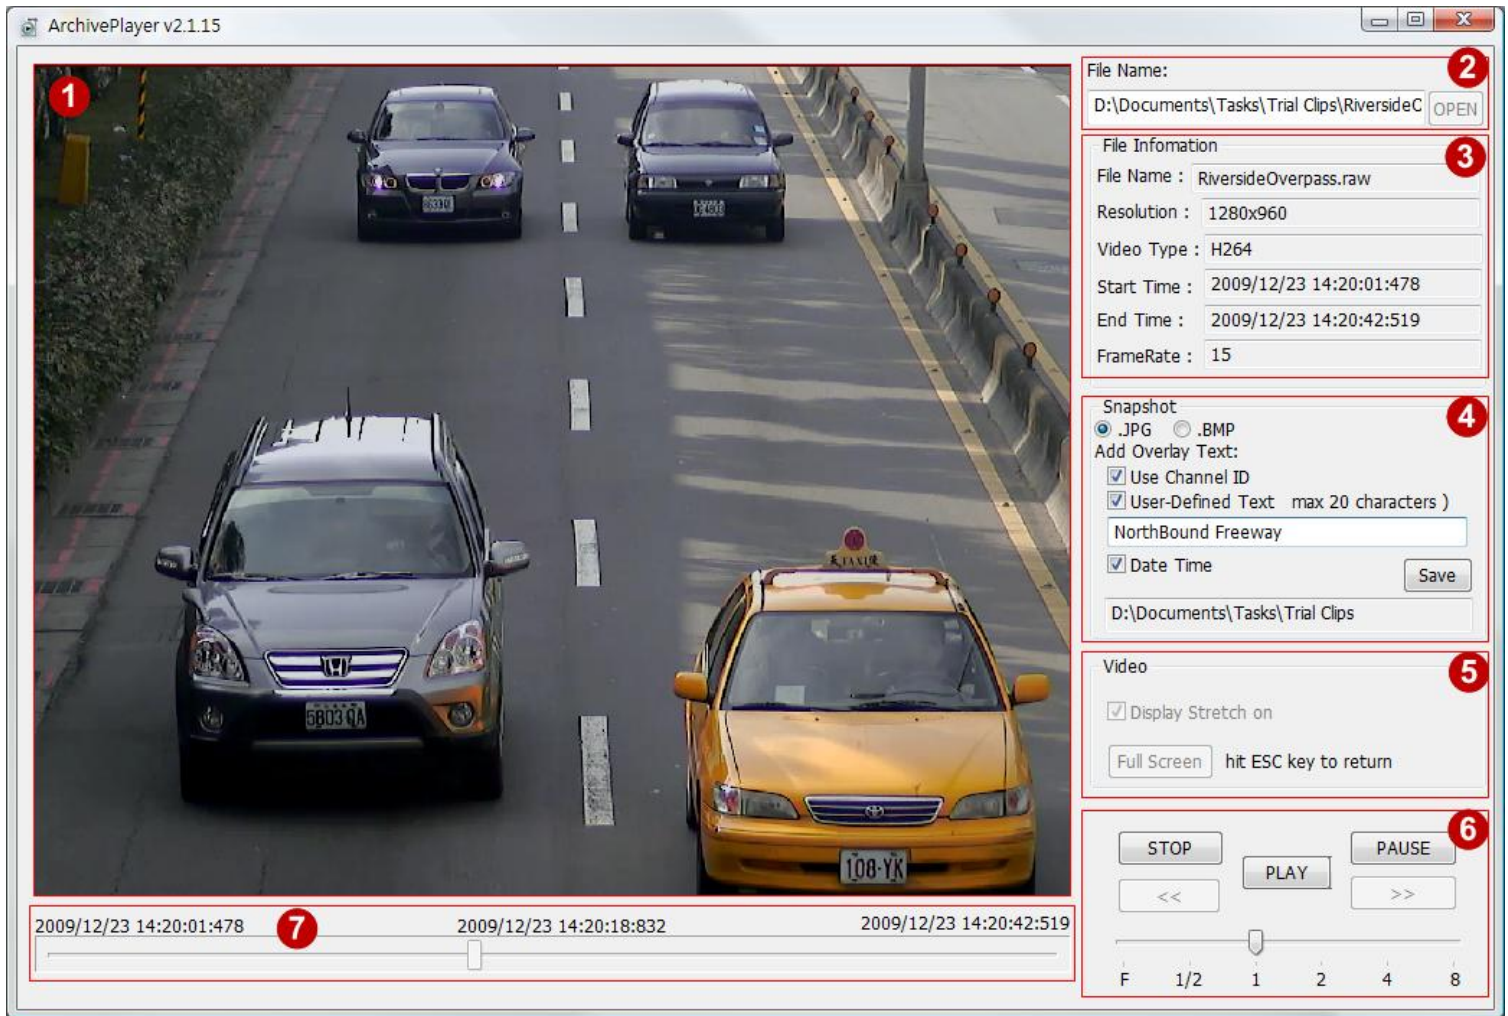 ArchivePlayer v2.1.15
1
5B03 QA
TAXI
108-YK
2009/12/23 14:20:01:478
7
2009/12/23 14:20:18:832
2009/12/23 14:20:42:519
2
File Name:
D:\Documents\Tasks\Trial Clips\RiversideC
OPEN
3
File Infomation
File Name : RiversideOverpass.raw
Resolution : 1280x960
Video Type : H264
Start Time : 2009/12/23 14:20:01:478
End Time : 2009/12/23 14:20:42:519
FrameRate : 15
4
Snapshot
.JPG .BMP
Add Overlay Text:
Use Channel ID
User-Defined Text max 20 characters )
NorthBound Freeway
Date Time
Save
D:\Documents\Tasks\Trial Clips
5
Video
Display Stretch on
Full Screen hit ESC key to return
6
STOP
PLAY
PAUSE
<<
>>
F 1/2 1 2 4 8